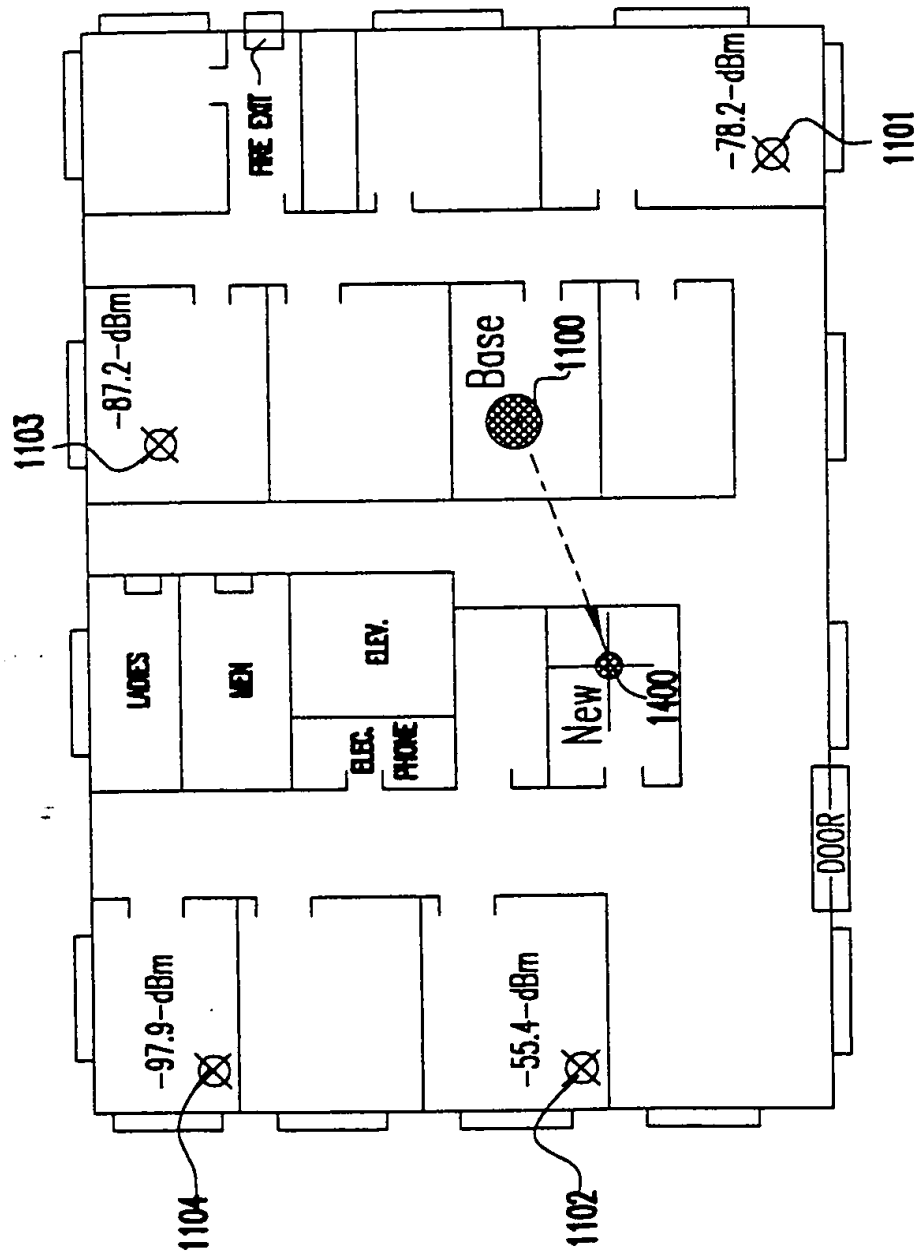 1103
-87.2-dBm
LADIES
-97.9-dBm
1104
MEN
FIRE EXIT
ELEC.
PHONE
ELEV.
Base
1100
-55.4-dBm
1102
New
1400
-78.2-dBm
DOOR
1101